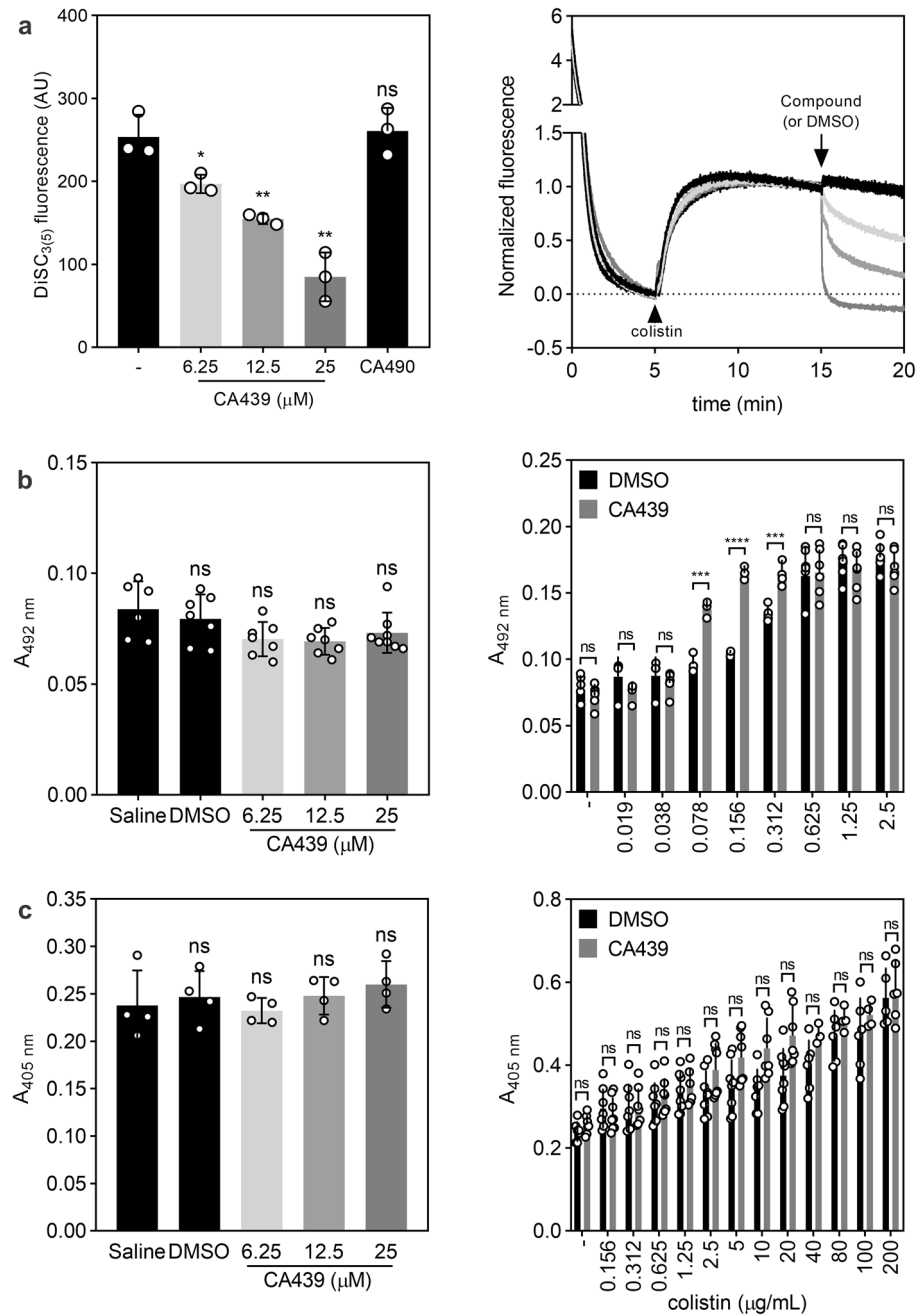 a
400
300
200
100
0
DiSC3(5) fluorescence (AU)
*
**
**
ns
-
6.25
12.5
25
CA490
CA439 (μM)
6
4
2
1.5
1.0
0.5
0.0
-0.5
Normalized fluorescence
Compound
(or DMSO)
colistin
0
5
10
15
20
time (min)
b
0.15
0.10
0.05
0.00
A492 nm
ns
ns
ns
ns
Saline
DMSO
6.25
12.5
25
CA439 (μM)
0.25
0.20
0.15
0.10
0.05
0.00
A492 nm
DMSO
CA439
ns
ns
ns
***
****
***
ns
ns
ns
-
0.019
0.038
0.078
0.156
0.312
0.625
1.25
2.5
c
0.35
0.30
0.25
0.20
0.15
0.10
0.05
0.00
A405 nm
ns
ns
ns
ns
Saline
DMSO
6.25
12.5
25
CA439 (μM)
0.8
0.6
0.4
0.2
0.0
A405 nm
DMSO
CA439
ns
ns
ns
ns
ns
ns
ns
ns
ns
ns
ns
ns
ns
-
0.156
0.312
0.625
1.25
2.5
5
10
20
40
80
100
200
colistin (μg/mL)